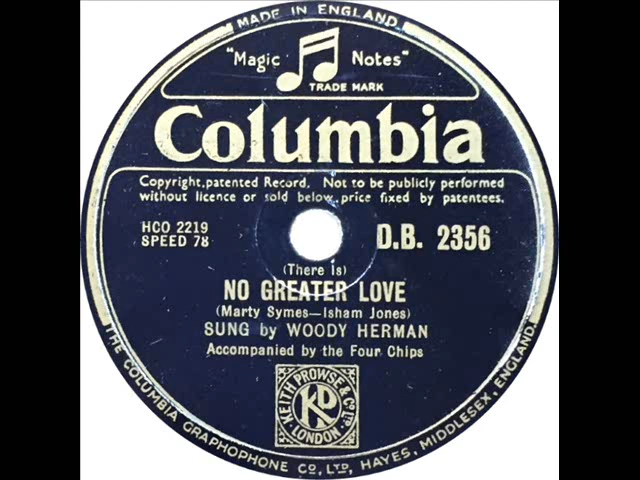 MADE IN ENGLAND.
"Magic Notes"
TRADE MARK
Columbia
Copyright, patented Record. Not to be publicly performed
without licence or sold below price fixed by patentees.
HCO 2219
SPEED 78
D.B. 2356
(There is)
NO GREATER LOVE
(Marty Symes—Isham Jones)
SUNG by WOODY HERMAN
Accompanied by the Four Chips
KEITH PROWSE & Co Ltd
KP
LONDON
THE COLUMBIA GRAPHOPHONE CO, LTD, HAYES, MIDDLESEX, ENGLAND.